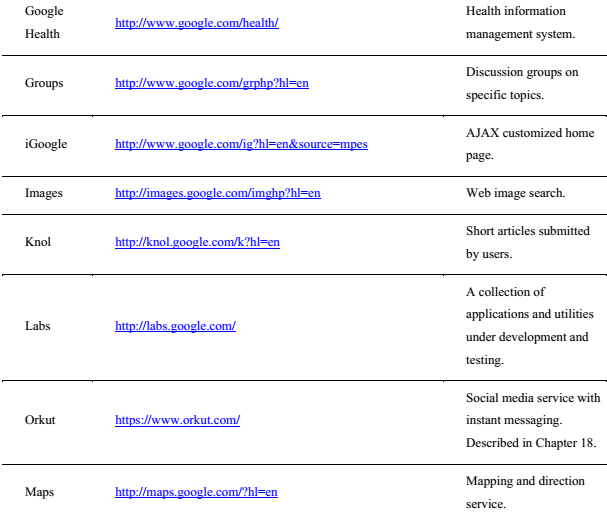 Google
Health
http://www.google.com/health/
Health information
management system.
Groups
http://www.google.com/grphp?hl=en
Discussion groups on
specific topics.
iGoogle
http://www.google.com/ig?hl=en&source=mpes
AJAX customized home
page.
Images
http://images.google.com/imghp?hl=en
Web image search.
Knol
http://knol.google.com/k?hl=en
Short articles submitted
by users.
Labs
http://labs.google.com/
A collection of
applications and utilities
under development and
testing.
Orkut
https://www.orkut.com/
Social media service with
instant messaging.
Described in Chapter 18.
Maps
http://maps.google.com/?hl=en
Mapping and direction
service.